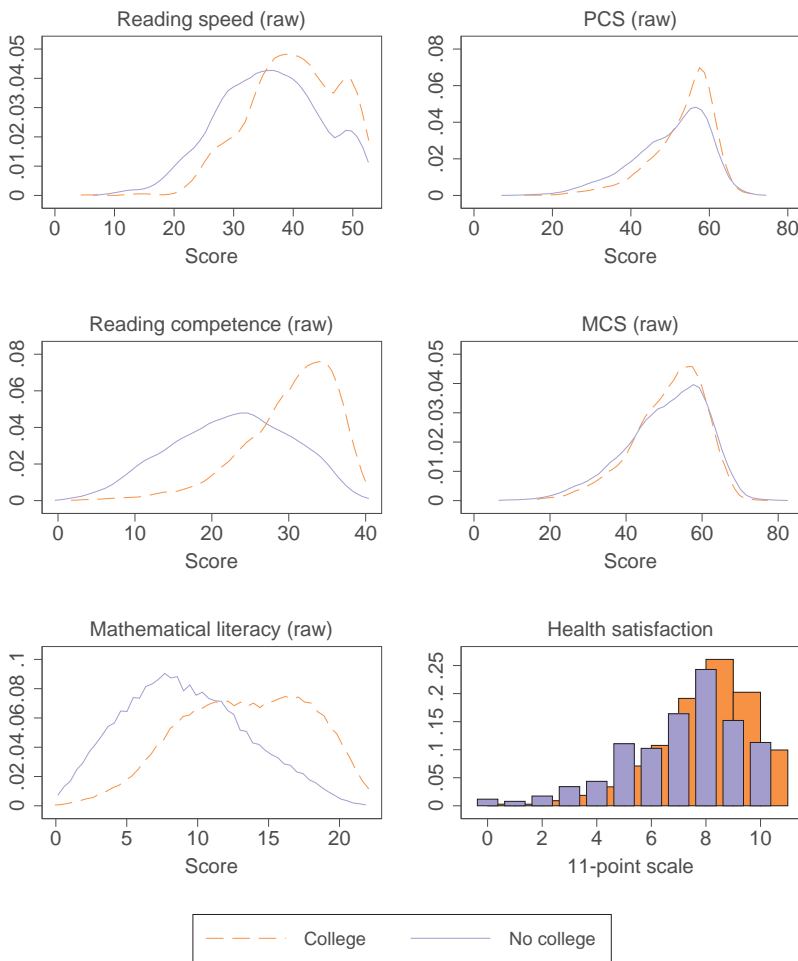 Reading speed (raw)
0 .01 .02 .03 .04 .05
0 10 20 30 40 50
Score
PCS (raw)
0 .02 .04 .06 .08
0 20 40 60 80
Score
Reading competence (raw)
0 .02 .04 .06 .08
0 10 20 30 40
Score
MCS (raw)
0 .01 .02 .03 .04 .05
0 20 40 60 80
Score
Mathematical literacy (raw)
0 .02 .04 .06 .08 .1
0 5 10 15 20
Score
Health satisfaction
0 .05 .1 .15 .2 .25
0 2 4 6 8 10
11-point scale
College No college